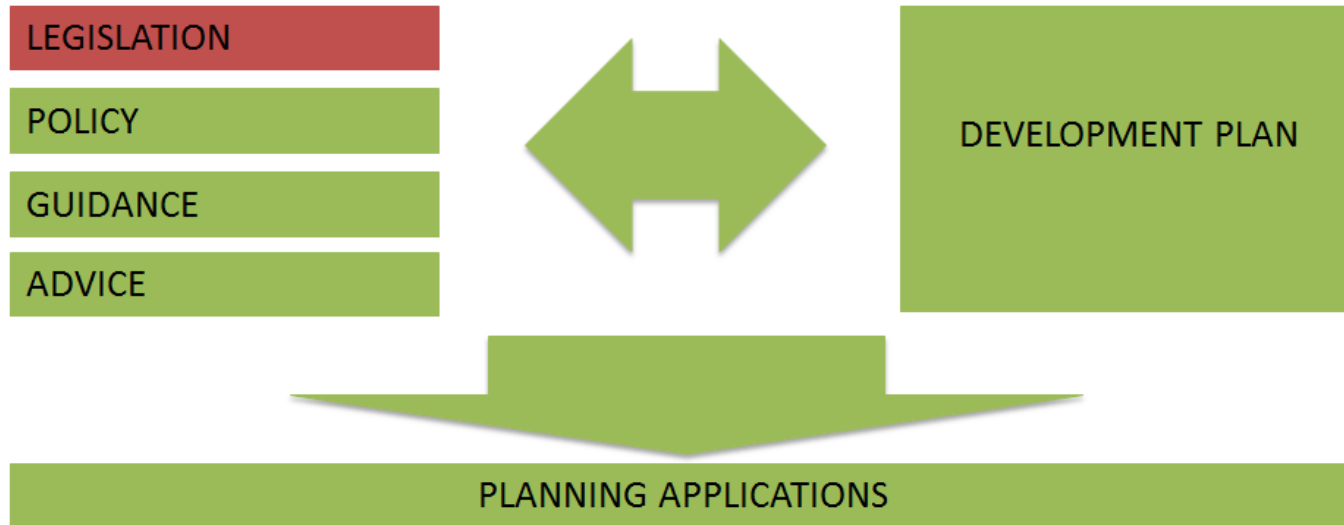 LEGISLATION
POLICY
GUIDANCE
ADVICE
DEVELOPMENT PLAN
PLANNING APPLICATIONS